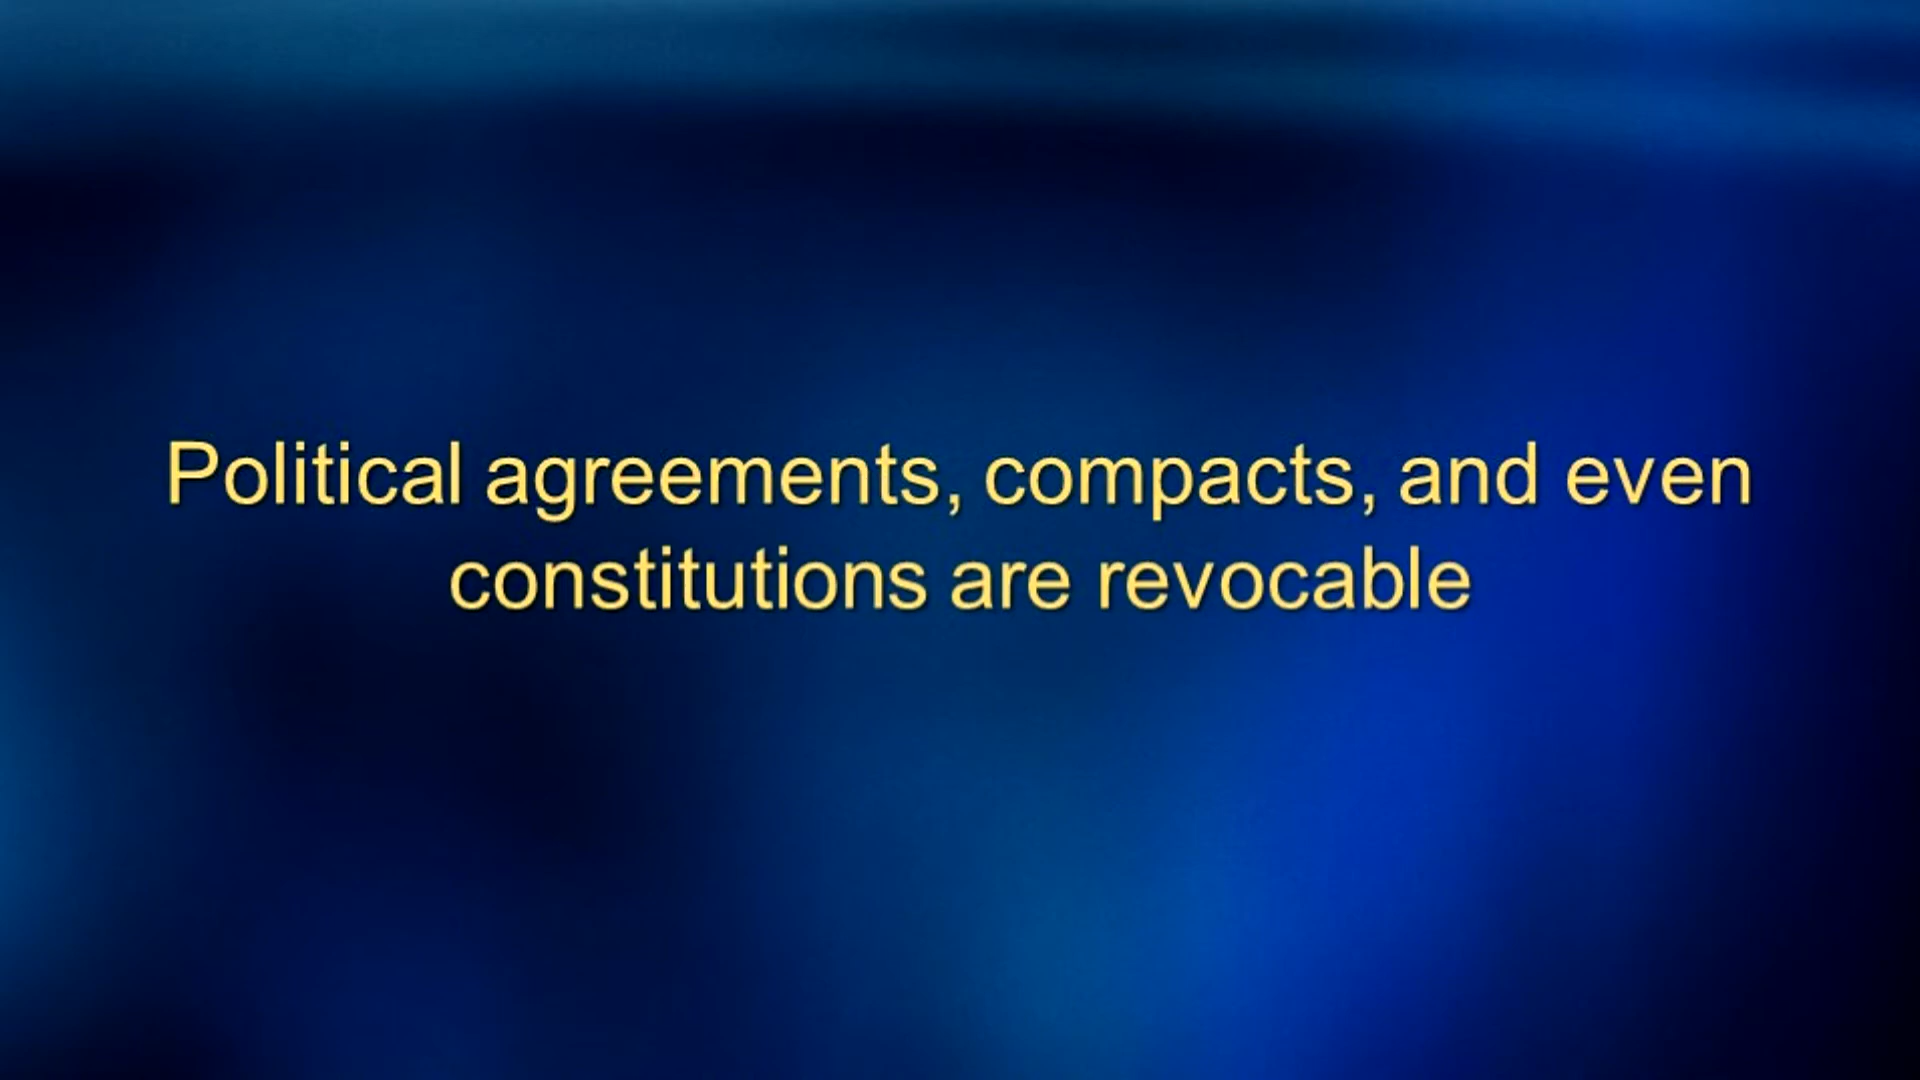 Political agreements, compacts, and even
constitutions are revocable